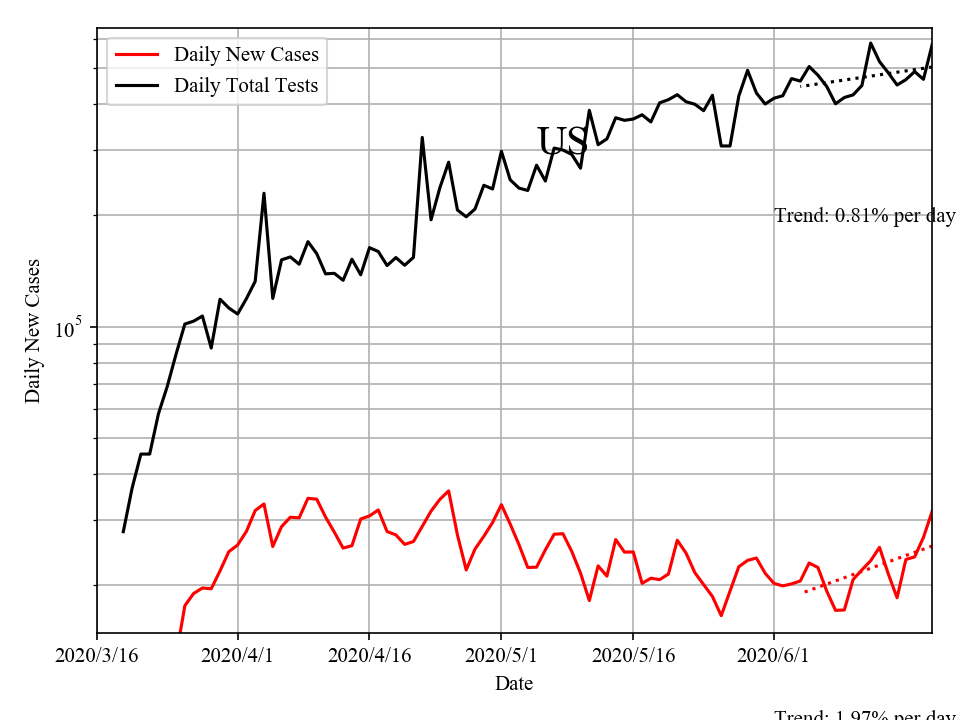 Daily New Cases
Daily Total Tests
US
Trend: 0.81% per day
Daily New Cases
10^5
2020/3/16 2020/4/1 2020/4/16 2020/5/1 2020/5/16 2020/6/1
Date
Trend: 1.97% per day